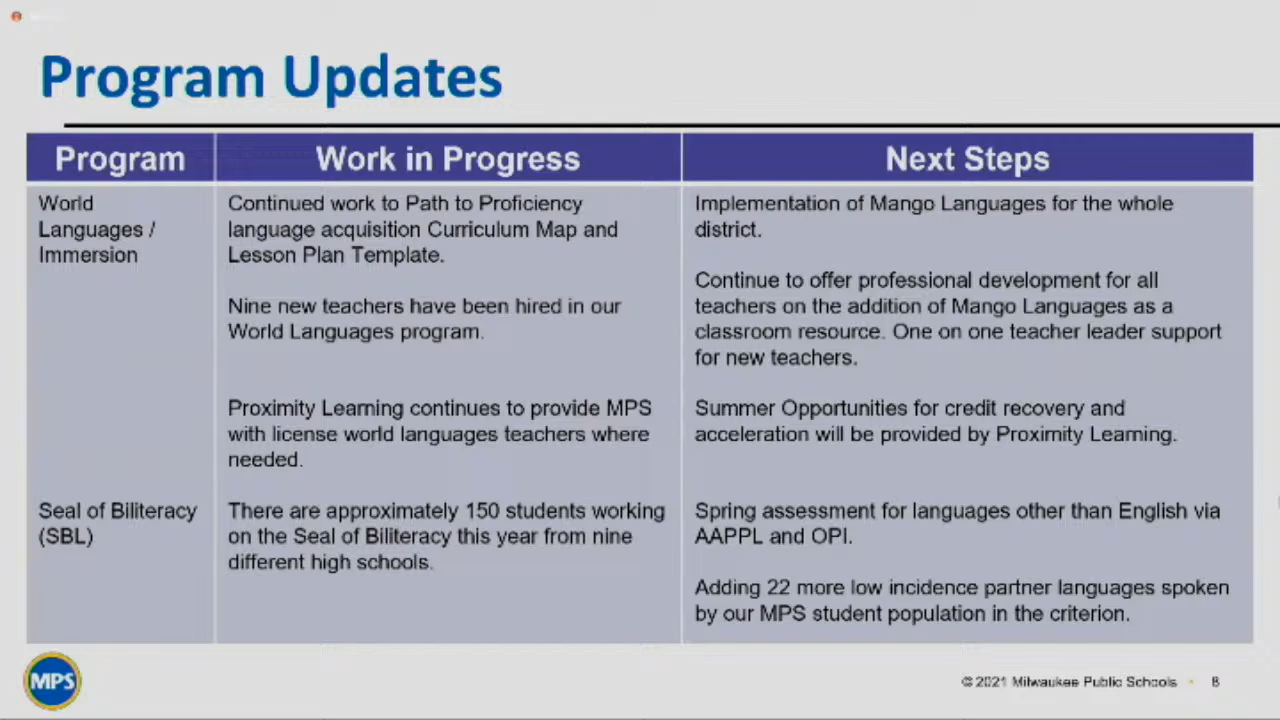 Program Updates
Program
Work in Progress
Next Steps
World
Languages /
Immersion
Continued work to Path to Proficiency
language acquisition Curriculum Map and
Lesson Plan Template.
Nine new teachers have been hired in our
World Languages program.
Proximity Learning continues to provide MPS
with license world languages teachers where
needed.
Implementation of Mango Languages for the whole
district.
Continue to offer professional development for all
teachers on the addition of Mango Languages as a
classroom resource. One on one teacher leader support
for new teachers.
Summer Opportunities for credit recovery and
acceleration will be provided by Proximity Learning.
Seal of Biliteracy
(SBL)
There are approximately 150 students working
on the Seal of Biliteracy this year from nine
different high schools.
Spring assessment for languages other than English via
AAPPL and OPI.
Adding 22 more low incidence partner languages spoken
by our MPS student population in the criterion.
MPS
© 2021 Milwaukee Public Schools • 8